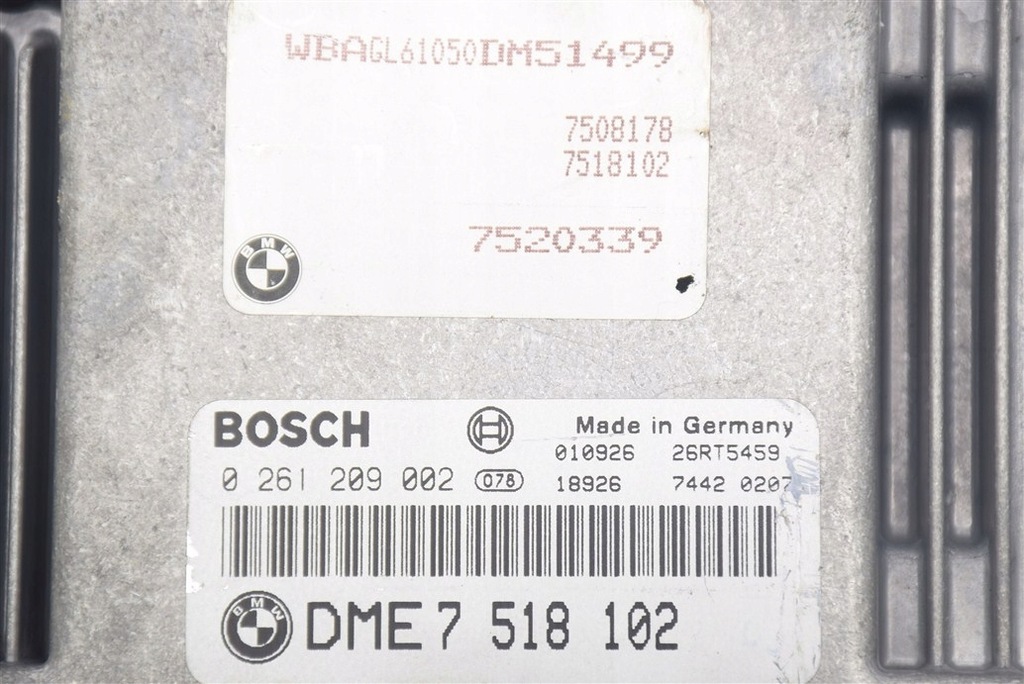 WBAGL61050DM51499
7508178
7518102
7520339
BMW
BOSCH
Made in Germany
010926 26RT5459
0 261 209 002 078 18926 7442 0207
BMW
DME 7 518 102